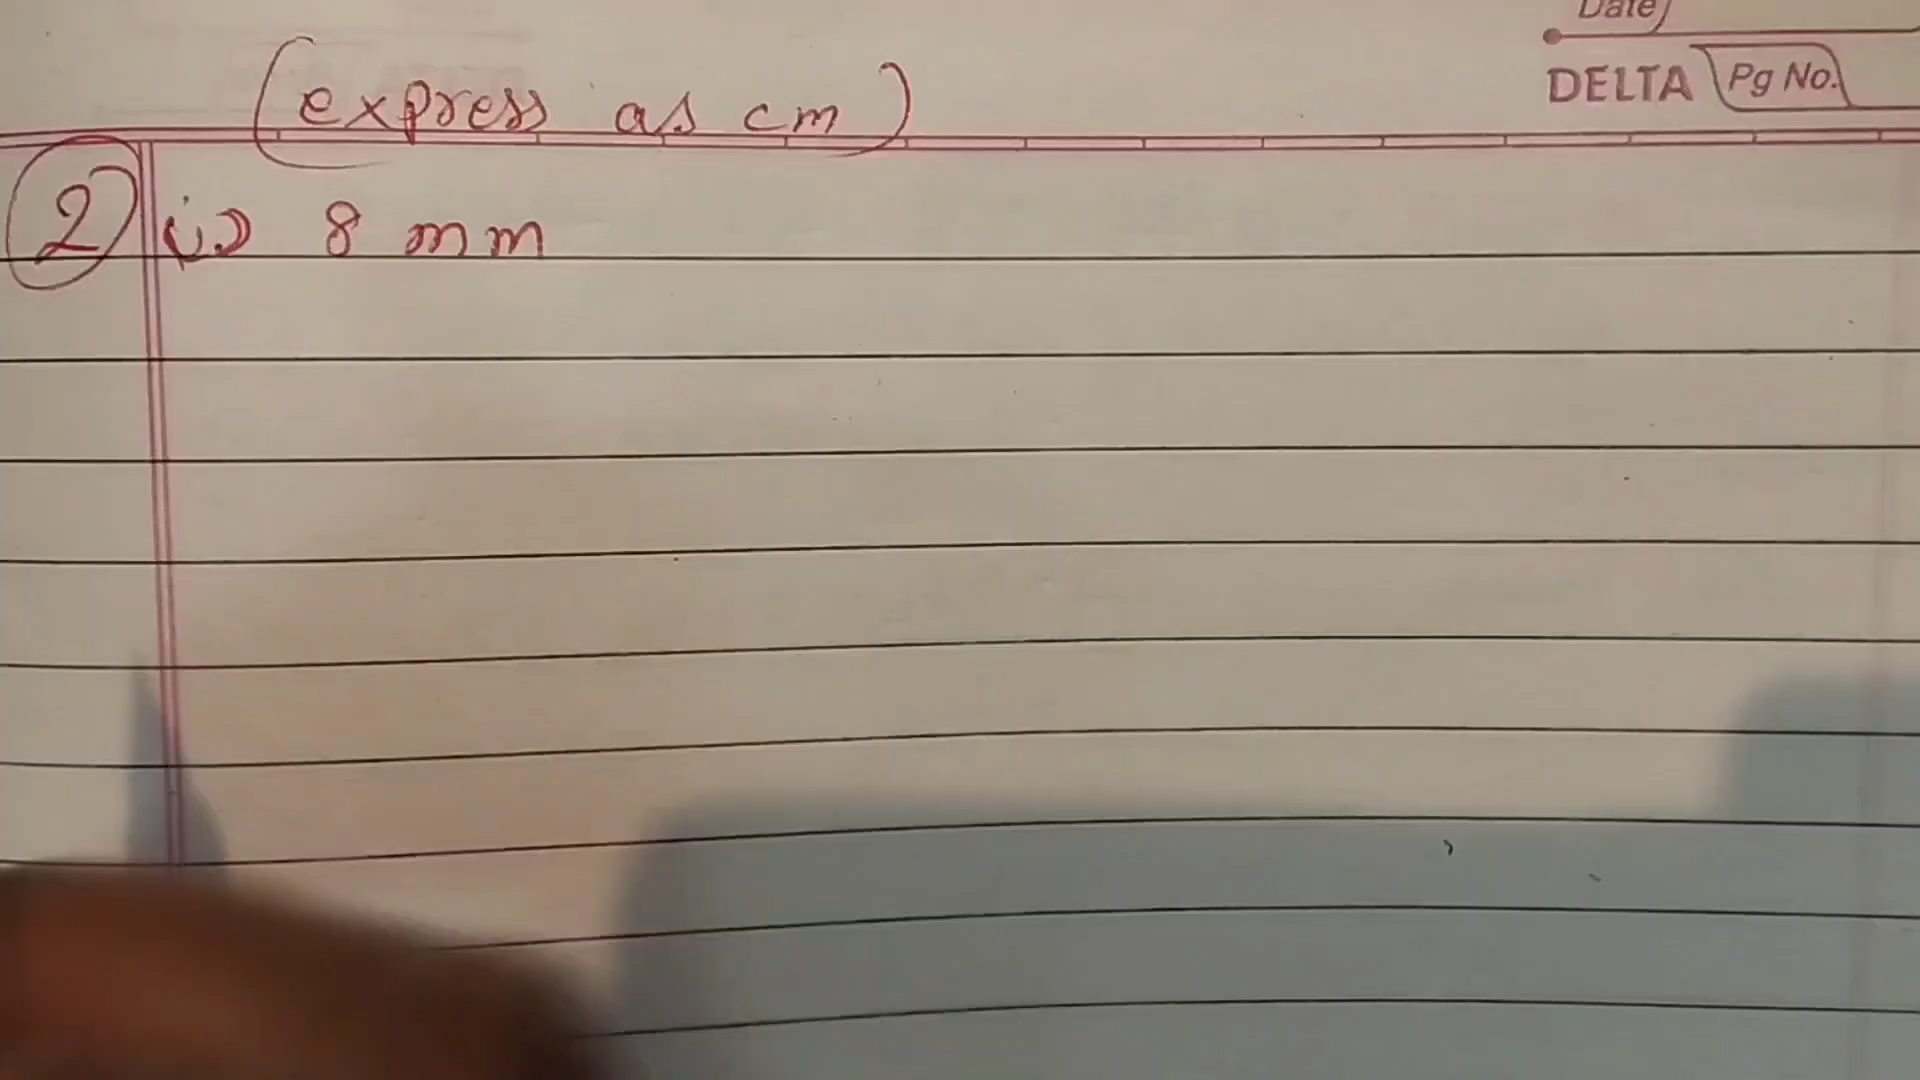 Date
DELTA Pg No.
(express as cm)
2 i) 8 mm